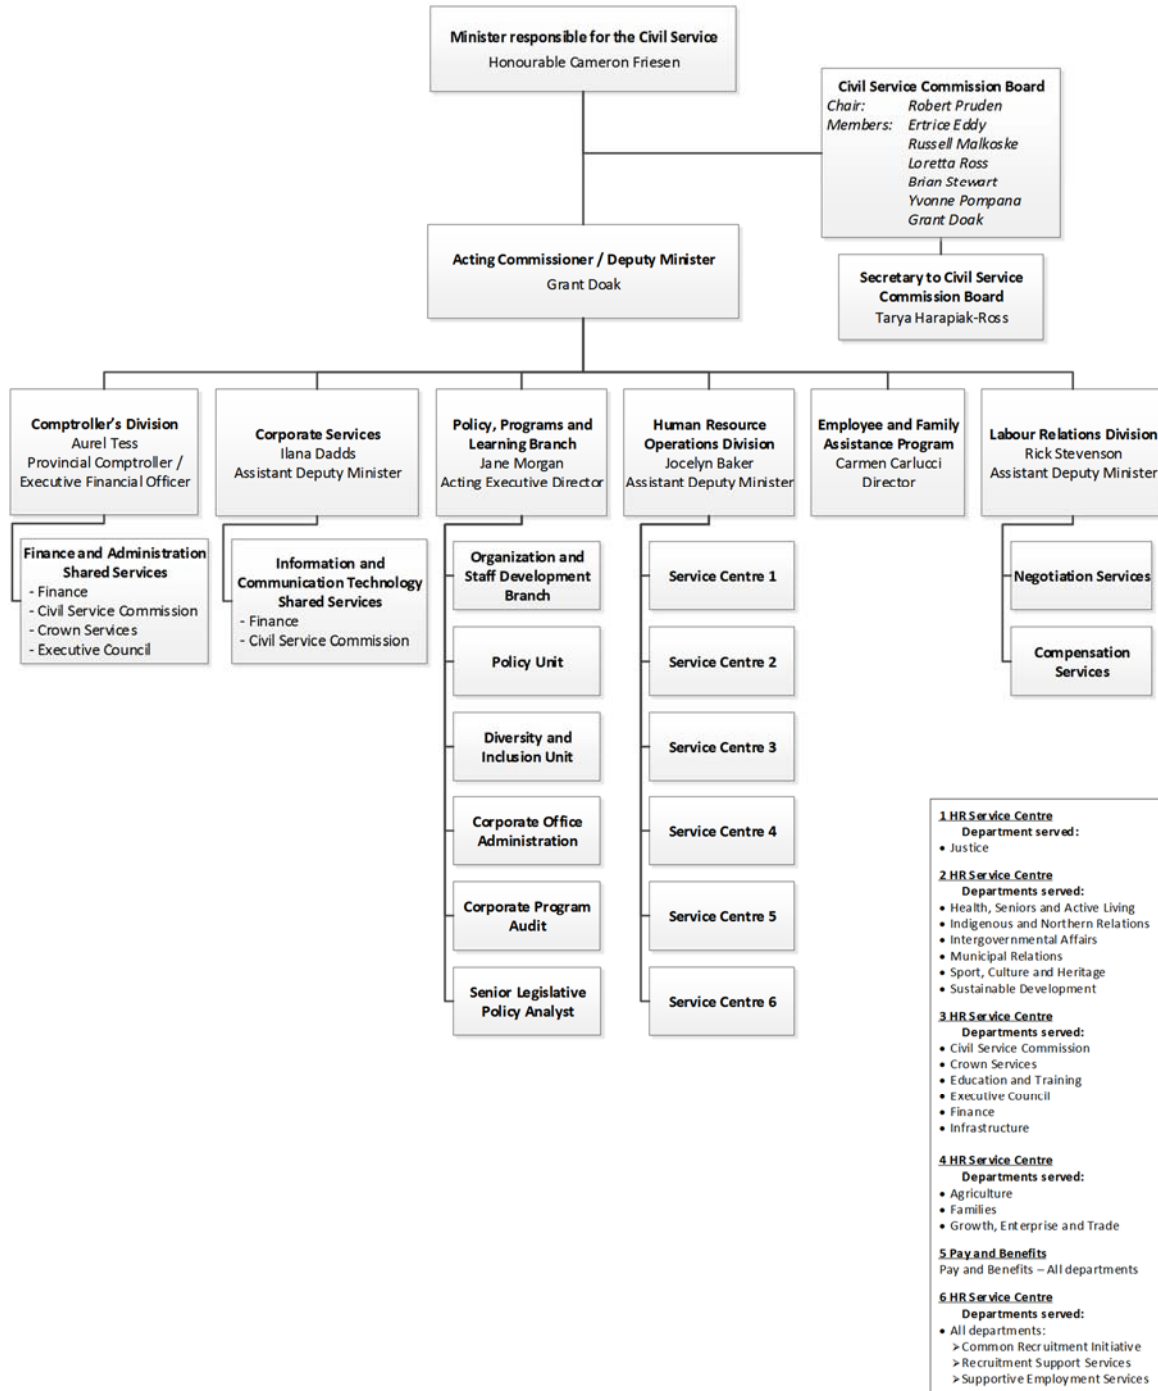 Minister responsible for the Civil Service
Honourable Cameron Friesen
Civil Service Commission Board
Chair: Robert Pruden
Members: Ertrice Eddy
Russell Malkoske
Loretta Ross
Brian Stewart
Yvonne Pompana
Grant Doak
Acting Commissioner / Deputy Minister
Grant Doak
Secretary to Civil Service
Commission Board
Tarya Harapiak-Ross
Comptroller's Division
Aurel Tess
Provincial Comptroller /
Executive Financial Officer
Corporate Services
Ilana Dadds
Assistant Deputy Minister
Policy, Programs and
Learning Branch
Jane Morgan
Acting Executive Director
Human Resource
Operations Division
Jocelyn Baker
Assistant Deputy Minister
Employee and Family
Assistance Program
Carmen Carlucci
Director
Labour Relations Division
Rick Stevenson
Assistant Deputy Minister
Finance and Administration
Shared Services
- Finance
- Civil Service Commission
- Crown Services
- Executive Council
Information and
Communication Technology
Shared Services
- Finance
- Civil Service Commission
Organization and
Staff Development
Branch
Policy Unit
Diversity and
Inclusion Unit
Corporate Office
Administration
Corporate Program
Audit
Senior Legislative
Policy Analyst
Service Centre 1
Service Centre 2
Service Centre 3
Service Centre 4
Service Centre 5
Service Centre 6
Negotiation Services
Compensation
Services
1 HR Service Centre
Department served:
• Justice
2 HR Service Centre
Departments served:
• Health, Seniors and Active Living
• Indigenous and Northern Relations
• Intergovernmental Affairs
• Municipal Relations
• Sport, Culture and Heritage
• Sustainable Development
3 HR Service Centre
Departments served:
• Civil Service Commission
• Crown Services
• Education and Training
• Executive Council
• Finance
• Infrastructure
4 HR Service Centre
Departments served:
• Agriculture
• Families
• Growth, Enterprise and Trade
5 Pay and Benefits
Pay and Benefits – All departments
6 HR Service Centre
Departments served:
• All departments:
➢Common Recruitment Initiative
➢Recruitment Support Services
➢Supportive Employment Services